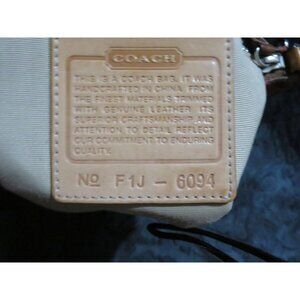 COACH
THIS IS A COACH BAG. IT WAS
HANDCRAFTED IN CHINA FROM
THE FINEST MATERIALS TRIMMED
WITH GENUINE LEATHER. ITS
SUPERIOR CRAFTSMANSHIP AND
ATTENTION TO DETAIL REFLECT
OUR COMMITMENT TO ENDURING
QUALITY.
Nº F1J - 6094